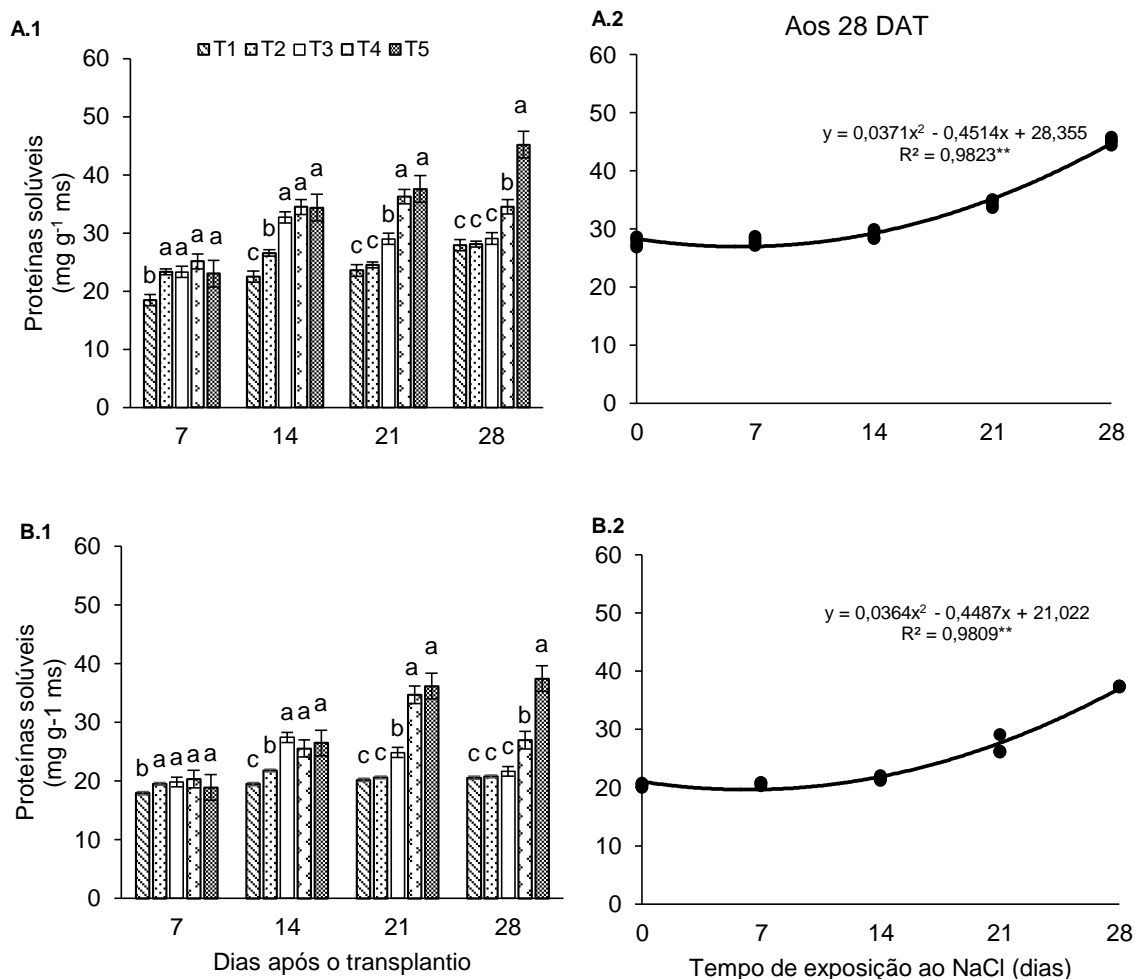 A.1
T1 T2 T3 T4 T5
Proteínas solúveis
(mg g⁻¹ ms)
60
50
40
30
20
10
0
b a a a a
c b a a a
c c b a a
c c c b a
7 14 21 28
A.2
Aos 28 DAT
60
50
40
30
20
10
0
y = 0,0371x² - 0,4514x + 28,355
R² = 0,9823**
0 7 14 21 28
B.1
Proteínas solúveis
(mg g-1 ms)
60
50
40
30
20
10
0
b a a a a
c b a a a
c c b a a
c c c b a
7 14 21 28
Dias após o transplantio
B.2
60
50
40
30
20
10
0
y = 0,0364x² - 0,4487x + 21,022
R² = 0,9809**
0 7 14 21 28
Tempo de exposição ao NaCl (dias)